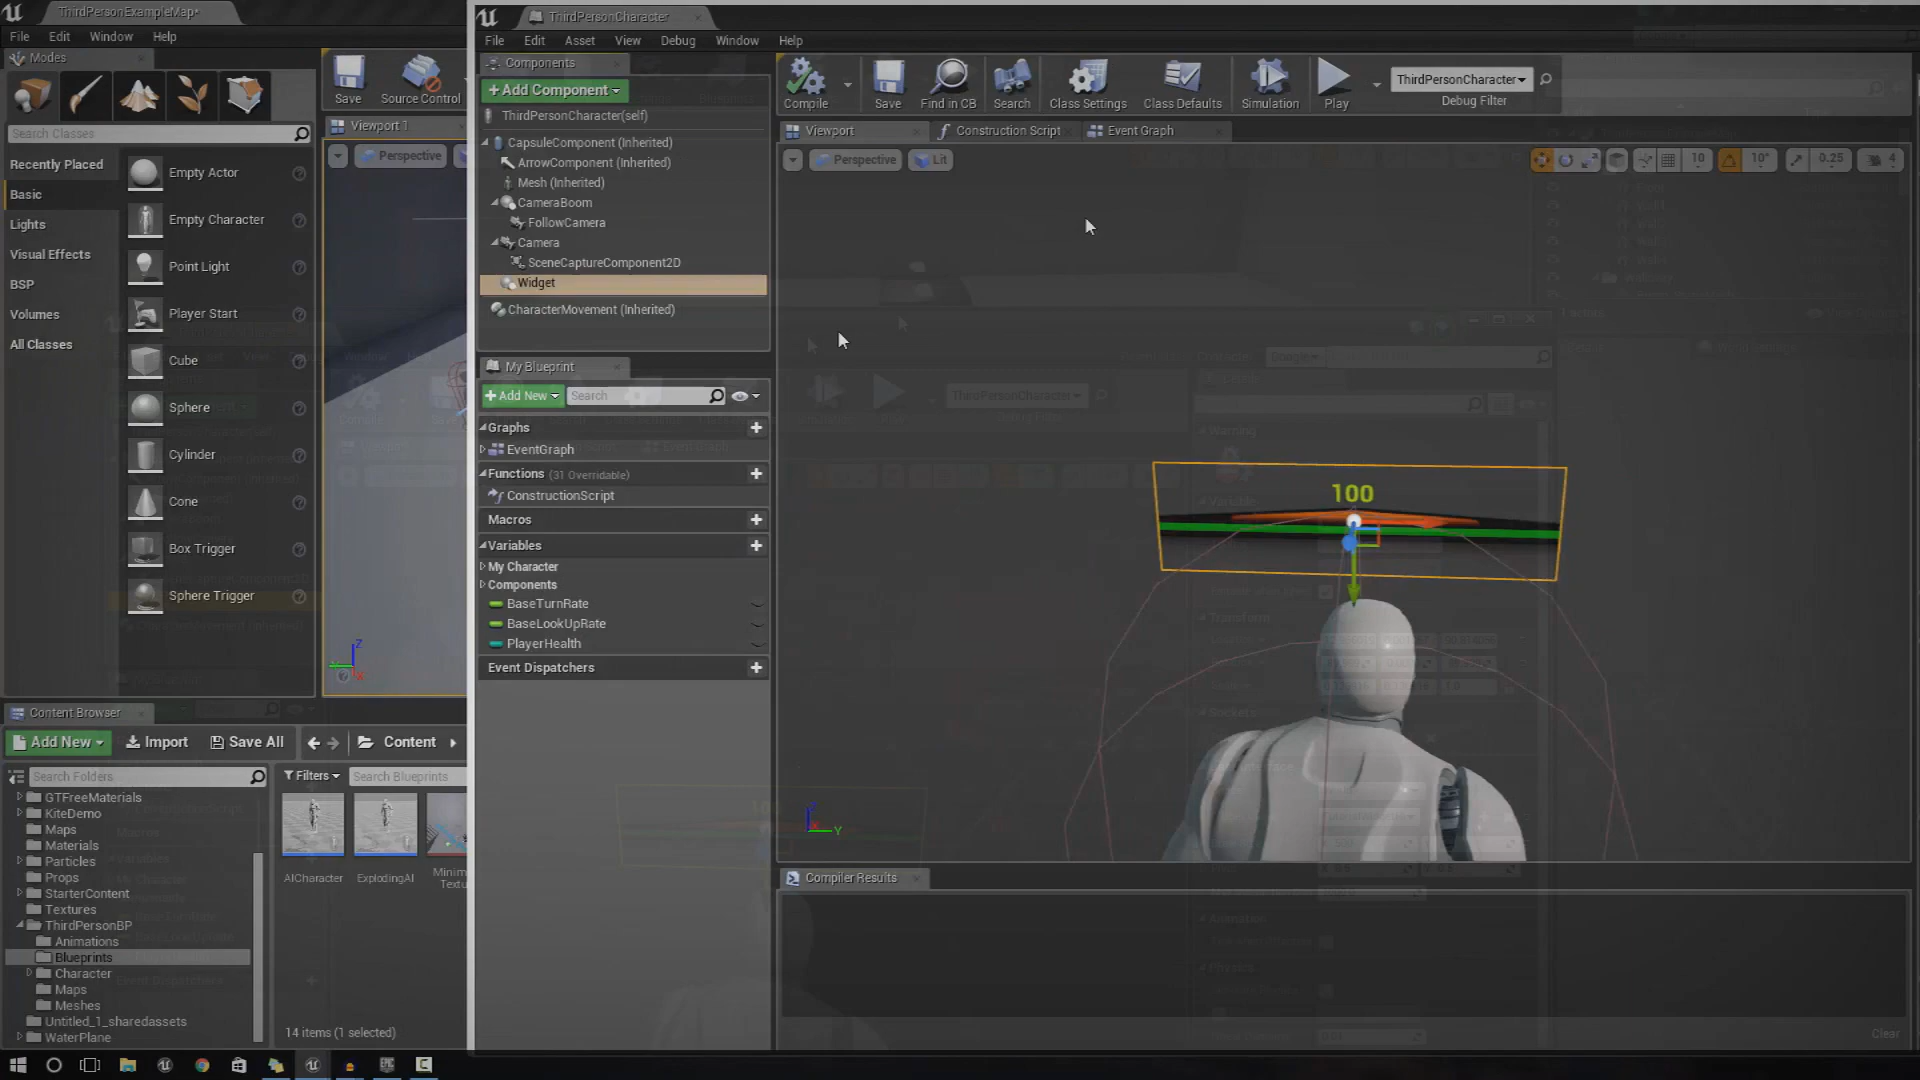 ThirdPersonExampleMap*
File Edit Window Help
Modes
Search Classes
Recently Placed
Basic
Lights
Visual Effects
BSP
Volumes
All Classes
Empty Actor
Empty Character
Point Light
Player Start
Cube
Sphere
Cylinder
Cone
Box Trigger
Sphere Trigger
Save
Source Control
Viewport 1
Perspective
Content Browser
Add New
Import
Save All
Content
Search Folders
Filters
Search Blueprints
GTFreeMaterials
KiteDemo
Maps
Materials
Particles
Props
StarterContent
Textures
ThirdPersonBP
Animations
Blueprints
Character
Maps
Meshes
Untitled_1_sharedassets
WaterPlane
AICharacter
ExplodingAI
14 items (1 selected)
ThirdPersonCharacter
File Edit Asset View Debug Window Help
Components
+Add Component
ThirdPersonCharacter(self)
CapsuleComponent (Inherited)
ArrowComponent (Inherited)
Mesh (Inherited)
CameraBoom
FollowCamera
Camera
SceneCaptureComponent2D
Widget
CharacterMovement (Inherited)
My Blueprint
+Add New
Search
Graphs
EventGraph
Functions (31 Overridable)
ConstructionScript
Macros
Variables
My Character
Components
BaseTurnRate
BaseLookUpRate
PlayerHealth
Event Dispatchers
Compile
Save
Find in CB
Search
Class Settings
Class Defaults
Simulation
Play
ThirdPersonCharacter
Debug Filter
Viewport
Construction Script
Event Graph
Perspective
Lit
10
10°
0.25
4
100
Z
Y
Compiler Results
Clear